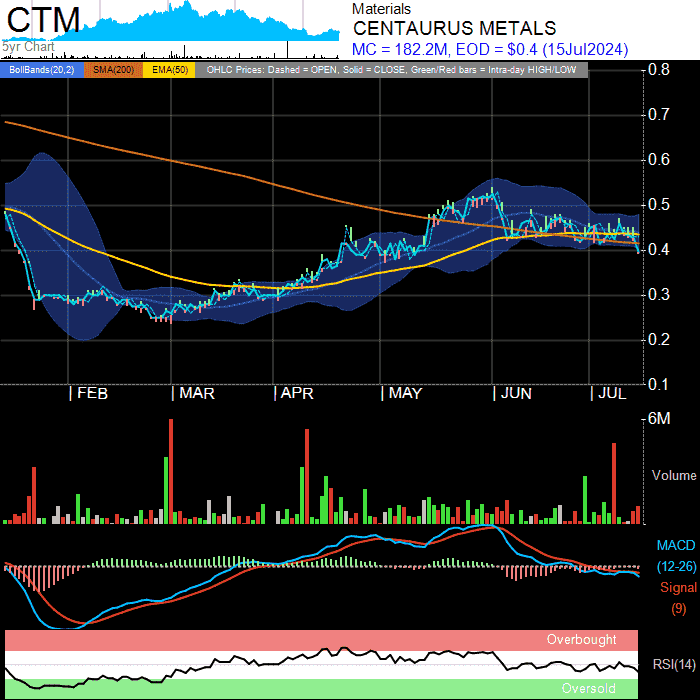 CTM
5yr Chart
Materials
CENTAURUS METALS
MC = 182.2M, EOD = $0.4 (15Jul2024)
BollBands(20,2) SMA(200) EMA(50) OHLC Prices: Dashed = OPEN, Solid = CLOSE, Green/Red bars = Intra-day HIGH/LOW
0.8
0.7
0.6
0.5
0.4
0.3
0.2
0.1
| FEB | MAR | APR | MAY | JUN | JUL
6M
Volume
MACD
(12-26)
Signal
(9)
Overbought
RSI(14)
Oversold